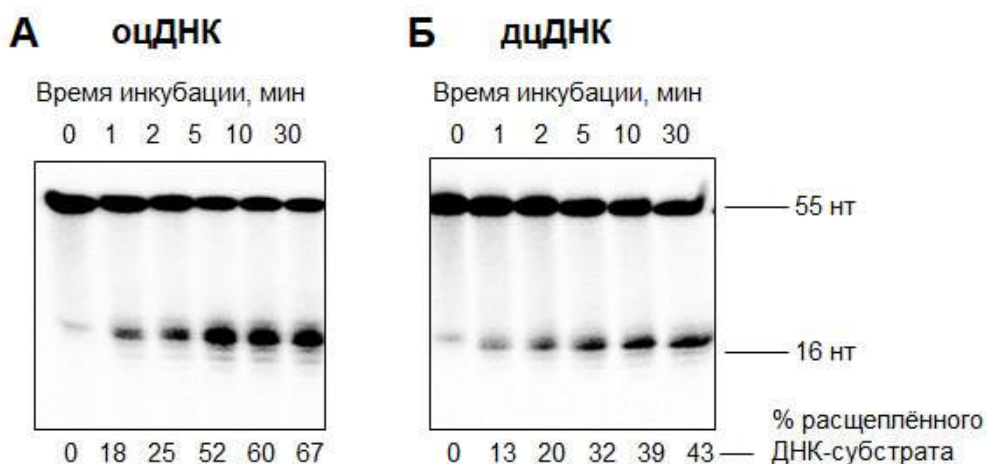 А оцДНК
Время инкубации, мин
0 1 2 5 10 30
0 18 25 52 60 67
Б дцДНК
Время инкубации, мин
0 1 2 5 10 30
55 нт
16 нт
% расщеплённого
0 13 20 32 39 43 ДНК-субстрата